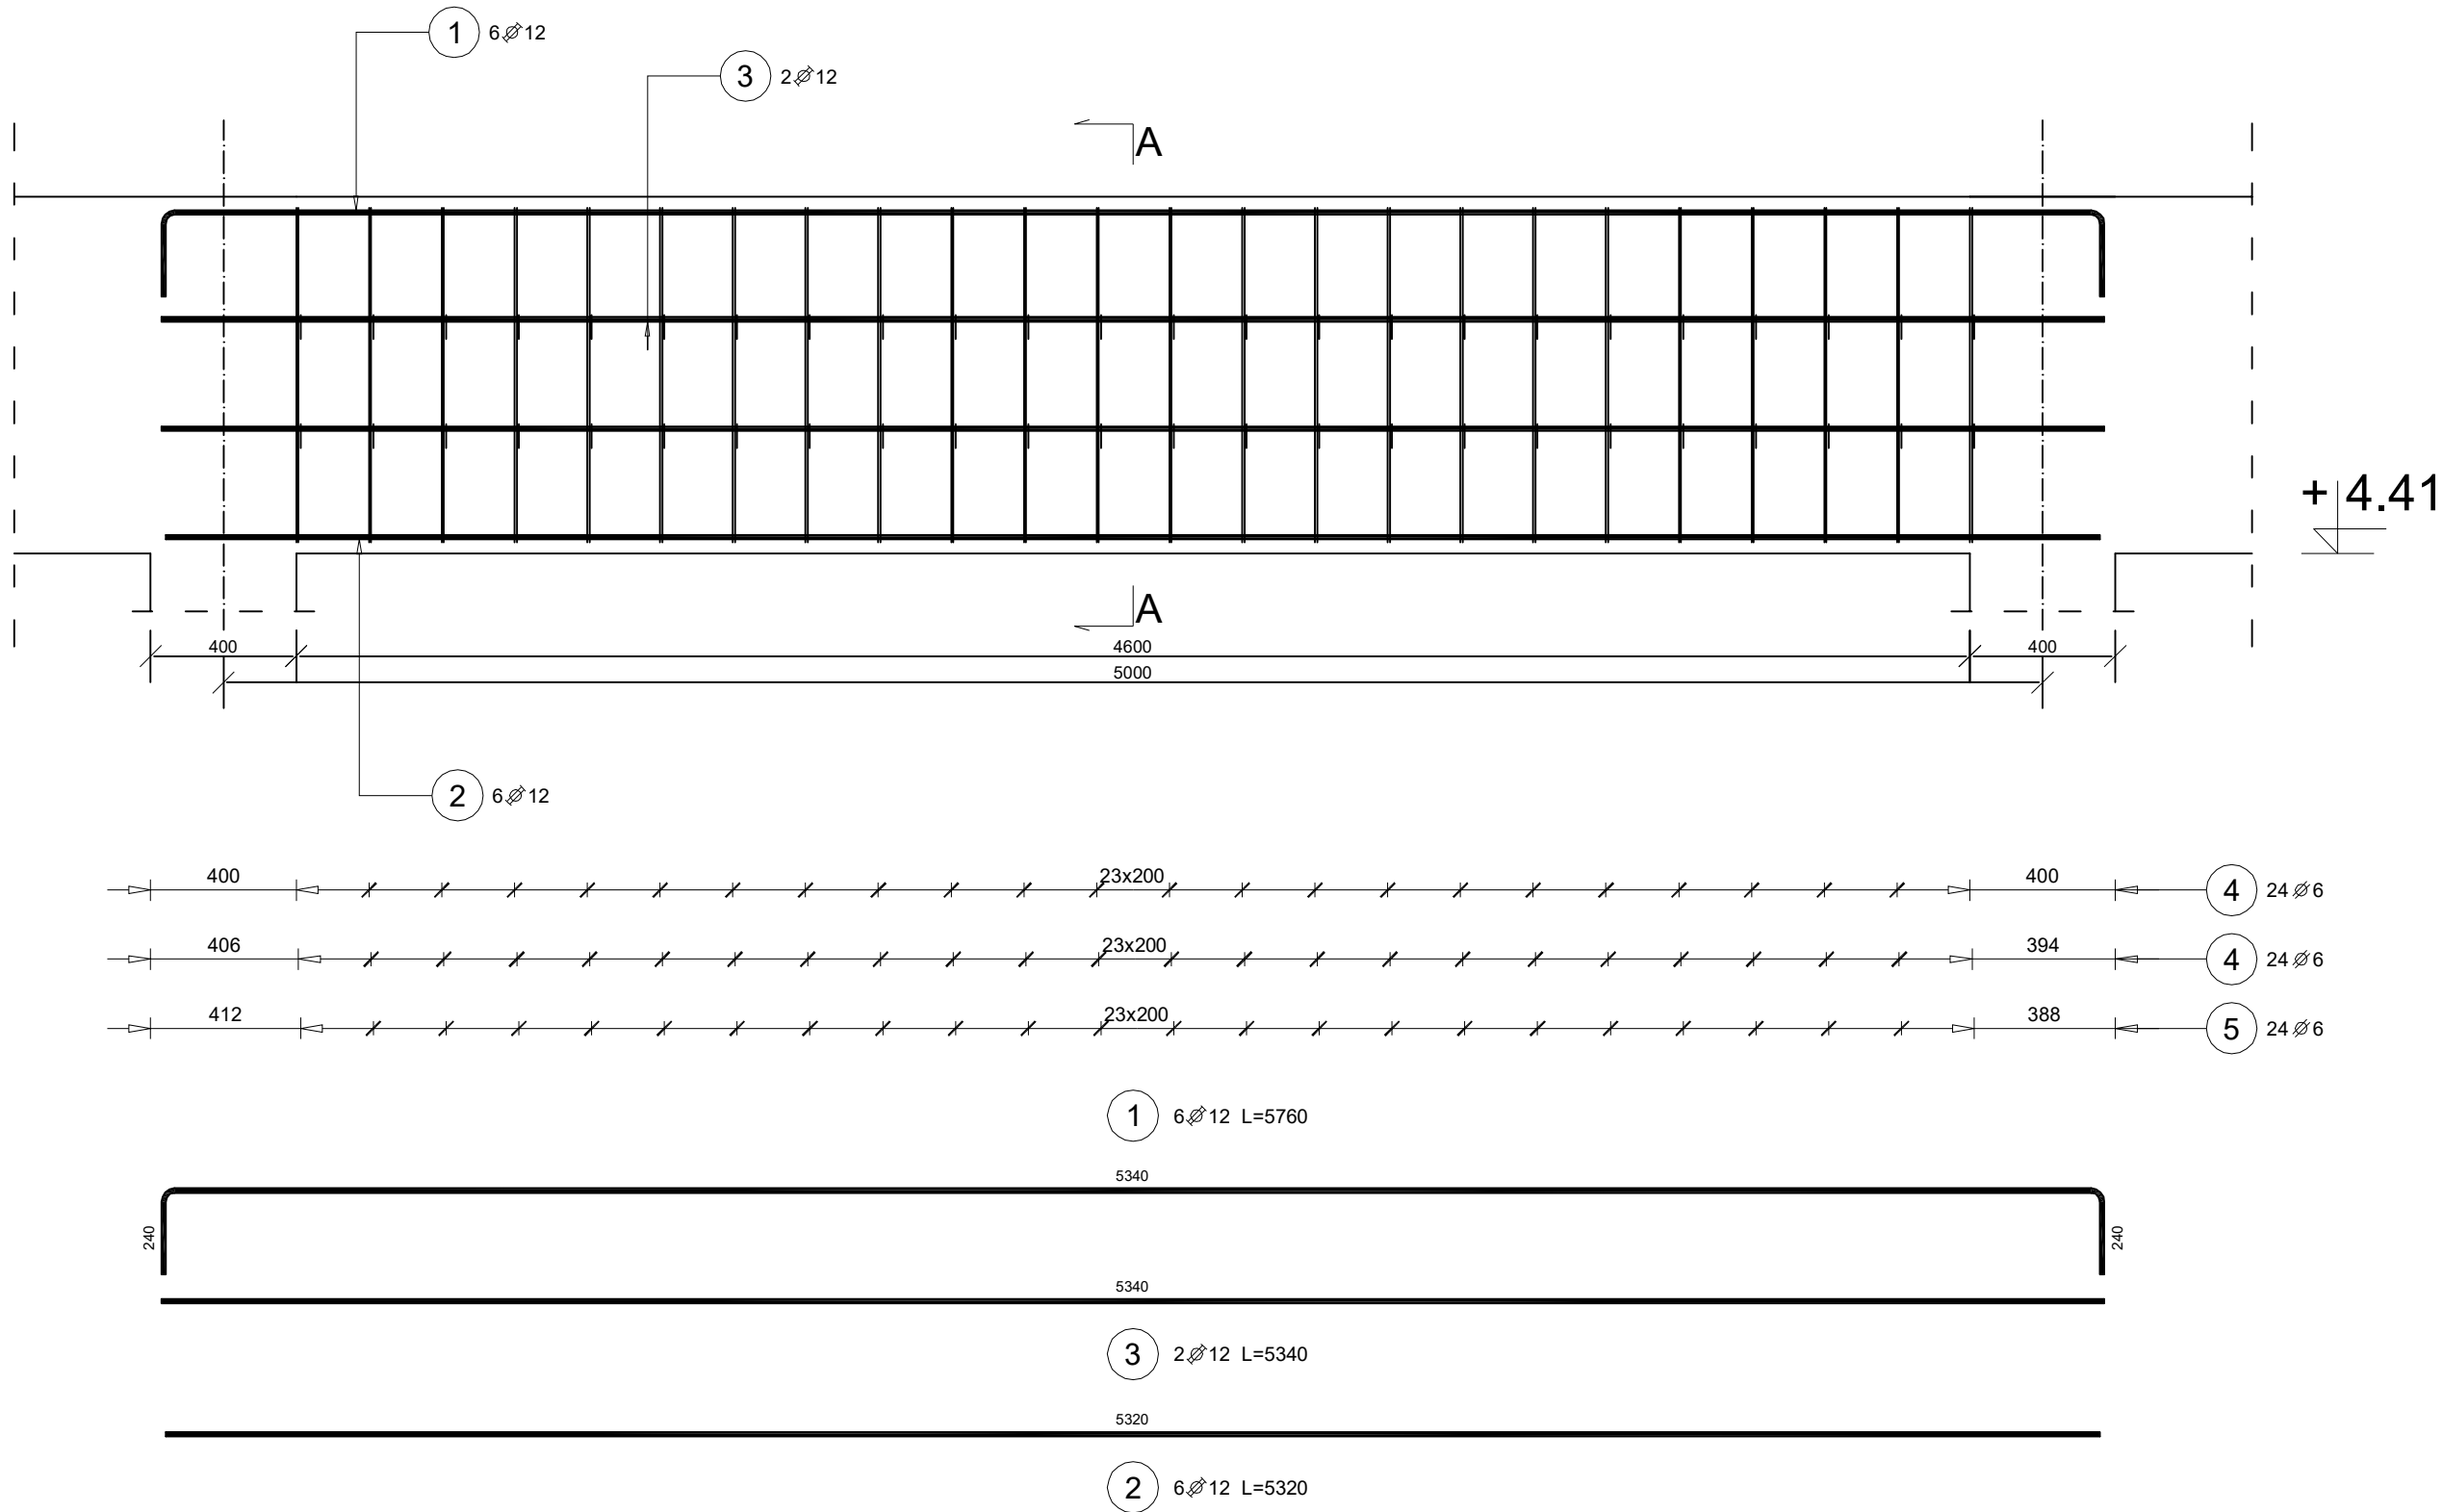 1 6⌀12
3 2⌀12
A
+4.41
A
400 4600 400
5000
2 6⌀12
400 23x200 400 4 24⌀6
406 23x200 394 4 24⌀6
412 23x200 388 5 24⌀6
1 6⌀12 L=5760
5340
240 240
5340
3 2⌀12 L=5340
5320
2 6⌀12 L=5320